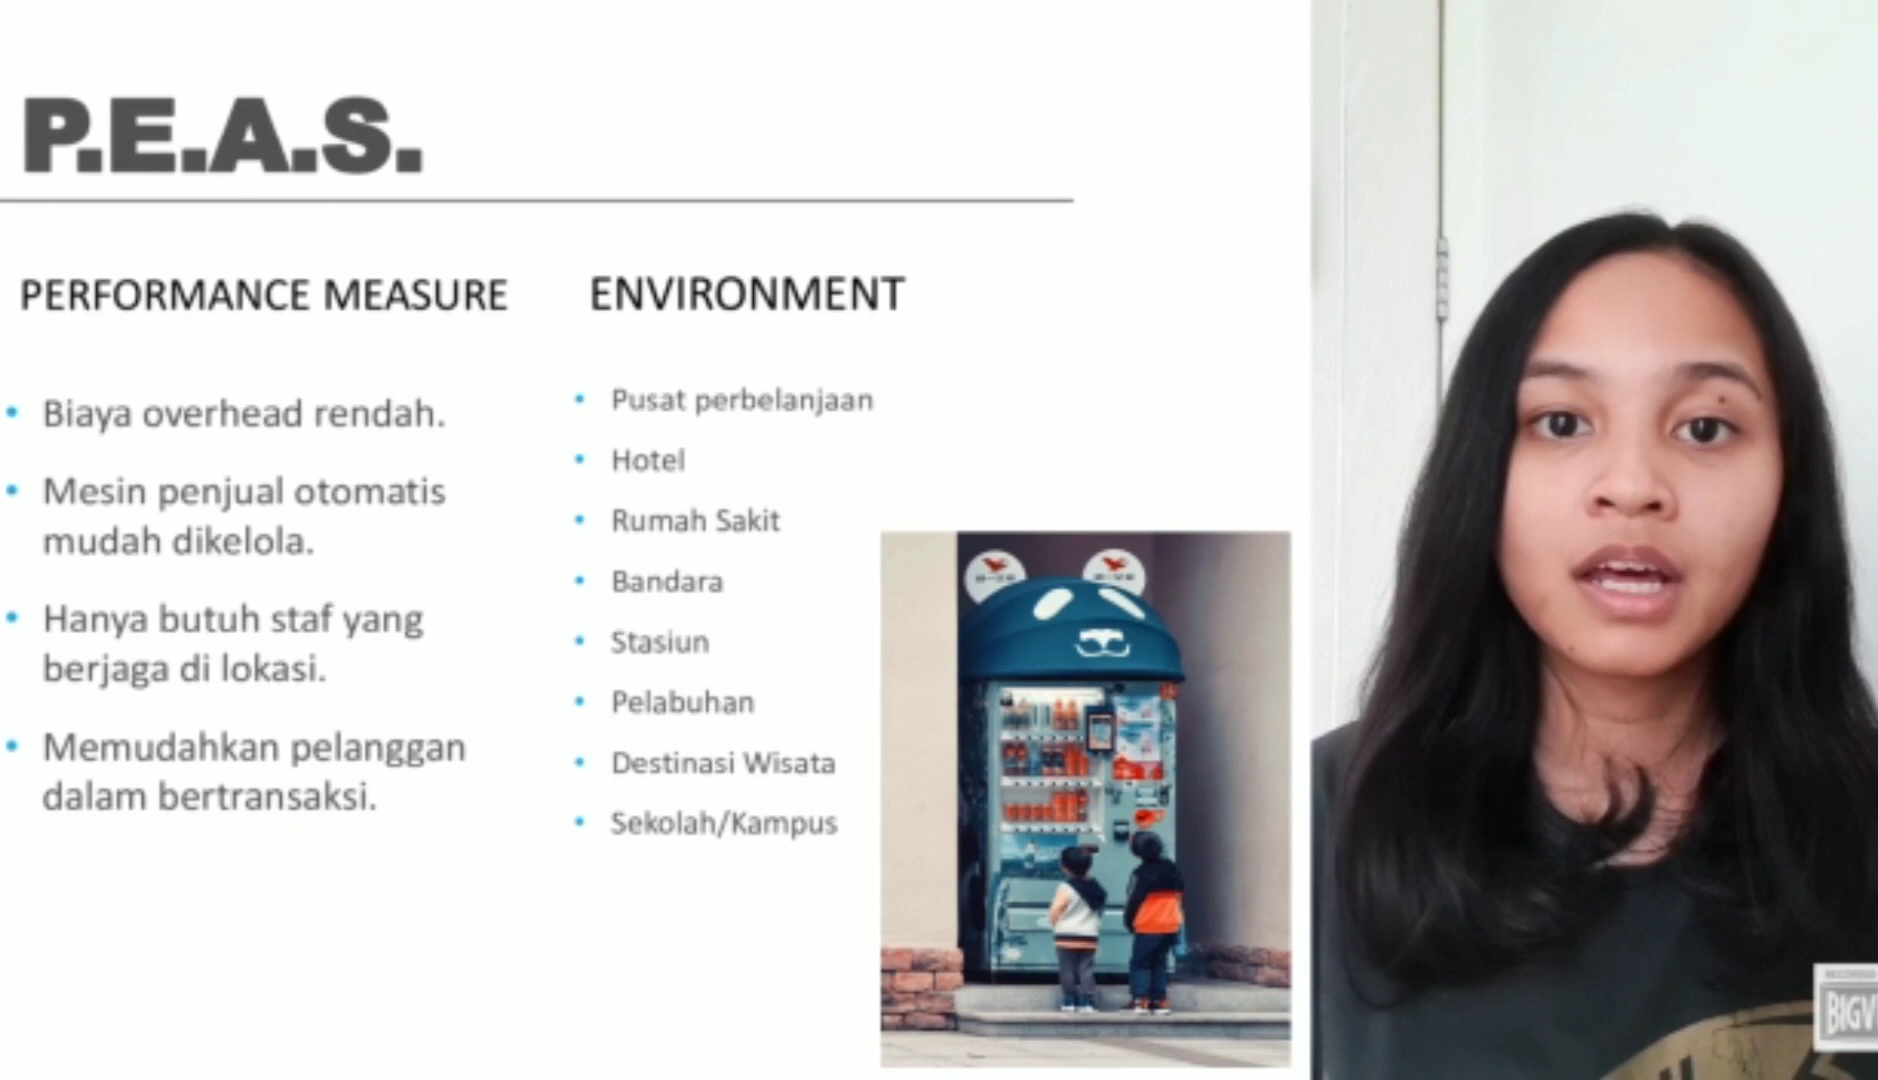 P.E.A.S.
PERFORMANCE MEASURE
• Biaya overhead rendah.
• Mesin penjual otomatis
mudah dikelola.
• Hanya butuh staf yang
berjaga di lokasi.
• Memudahkan pelanggan
dalam bertransaksi.
ENVIRONMENT
• Pusat perbelanjaan
• Hotel
• Rumah Sakit
• Bandara
• Stasiun
• Pelabuhan
• Destinasi Wisata
• Sekolah/Kampus